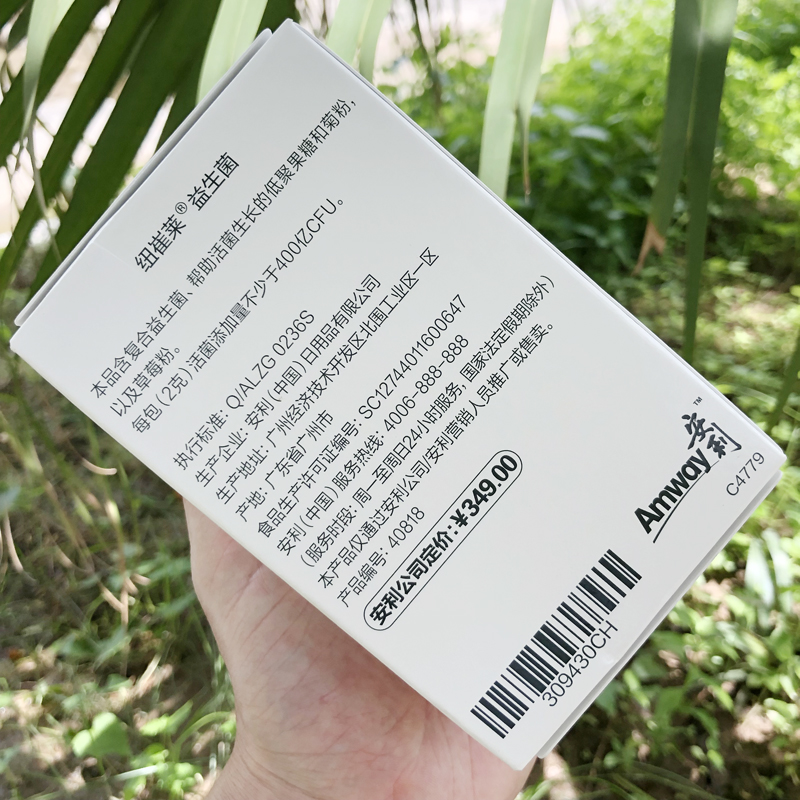 纽崔莱® 益生菌
本品含复合益生菌、帮助活菌生长的低聚果糖和菊粉，
以及草莓粉。
每包(2克)活菌添加量不少于400亿CFU。
执行标准：Q/ALZG 0236S
生产企业：安利(中国)日用品有限公司
生产地址：广州经济技术开发区北围工业区一区
产地：广东省广州市
食品生产许可证编号：SC12744011600647
安利(中国)服务热线：4006-888-888
(服务时段：周一至周日24小时服务 国家法定假期除外)
本产品仅通过安利公司/安利营销人员推广或售卖。
产品编号：40818
安利公司定价：¥349.00
309430CH
Amway 安利™
C4779